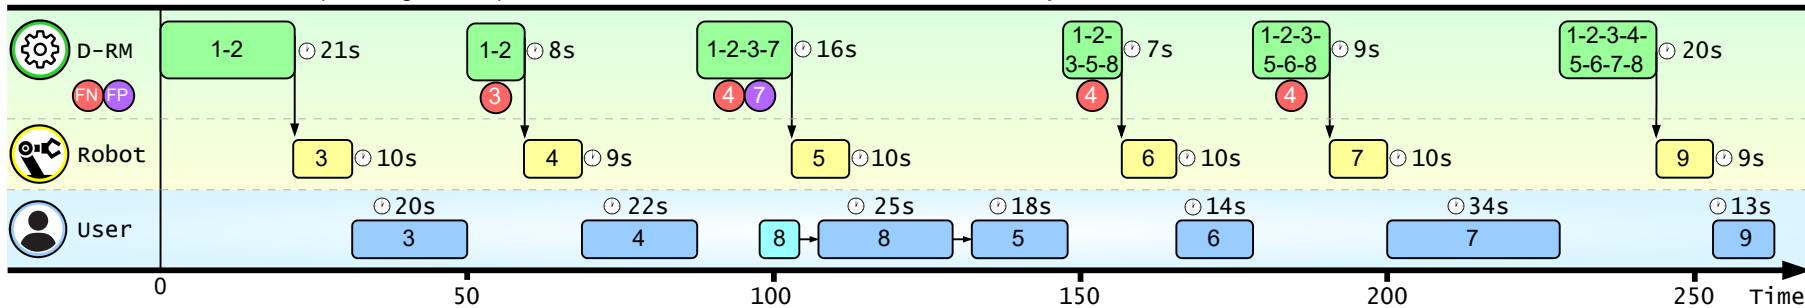 D-RM
FN FP
1-2
21s
1-2
8s
3
1-2-3-7
16s
4 7
1-2-
3-5-8
7s
4
1-2-3-
5-6-8
9s
4
1-2-3-4-
5-6-7-8
20s
Robot
3
10s
4
9s
5
10s
6
10s
7
10s
9
9s
User
20s
3
22s
4
8
25s
8
18s
5
14s
6
34s
7
13s
9
0 50 100 150 200 250 Time